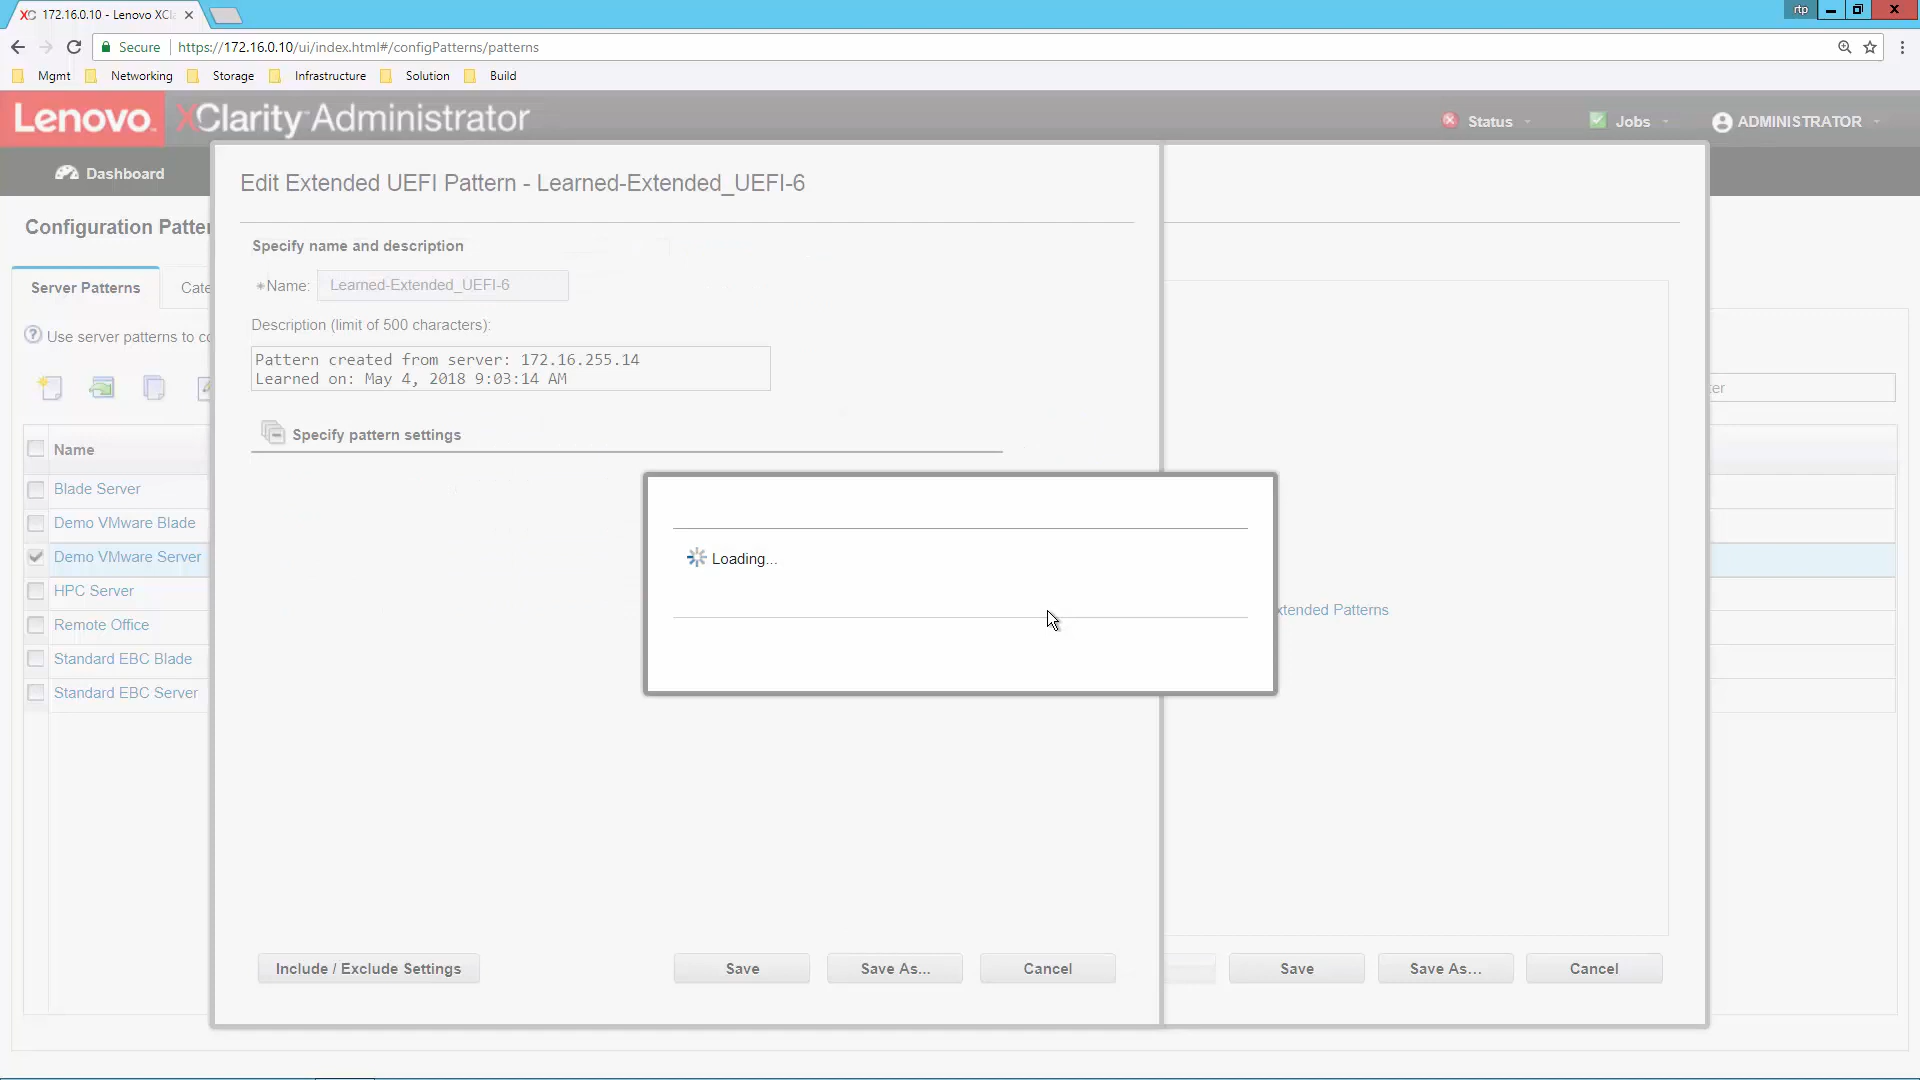 172.16.0.10 - Lenovo XCla
rtp
Secure
https://172.16.0.10/ui/index.html#/configPatterns/patterns
Mgmt
Networking
Storage
Infrastructure
Solution
Build
Lenovo
XClarity Administrator
Status
Jobs
ADMINISTRATOR
Dashboard
Edit Extended UEFI Pattern - Learned-Extended_UEFI-6
Configuration Patter
Specify name and description
Server Patterns
Cate
*Name:
Learned-Extended_UEFI-6
Description (limit of 500 characters):
Use server patterns to co
Pattern created from server: 172.16.255.14
Learned on: May 4, 2018 9:03:14 AM
ter
Specify pattern settings
Name
Blade Server
Demo VMware Blade
Demo VMware Server
Loading...
HPC Server
xtended Patterns
Remote Office
Standard EBC Blade
Standard EBC Server
Include / Exclude Settings
Save
Save As...
Cancel
Save
Save As...
Cancel